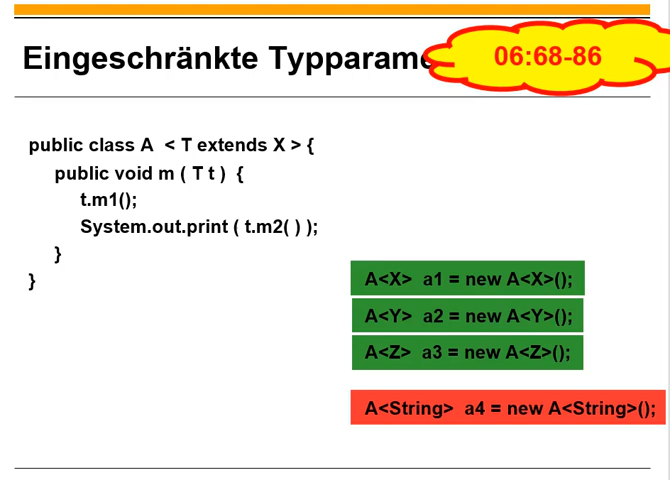 Eingeschränkte Typparame
06:68-86
public class A < T extends X > {
public void m ( T t ) {
t.m1();
System.out.print ( t.m2( ) );
}
}
A<X> a1 = new A<X>();
A<Y> a2 = new A<Y>();
A<Z> a3 = new A<Z>();
A<String> a4 = new A<String>();